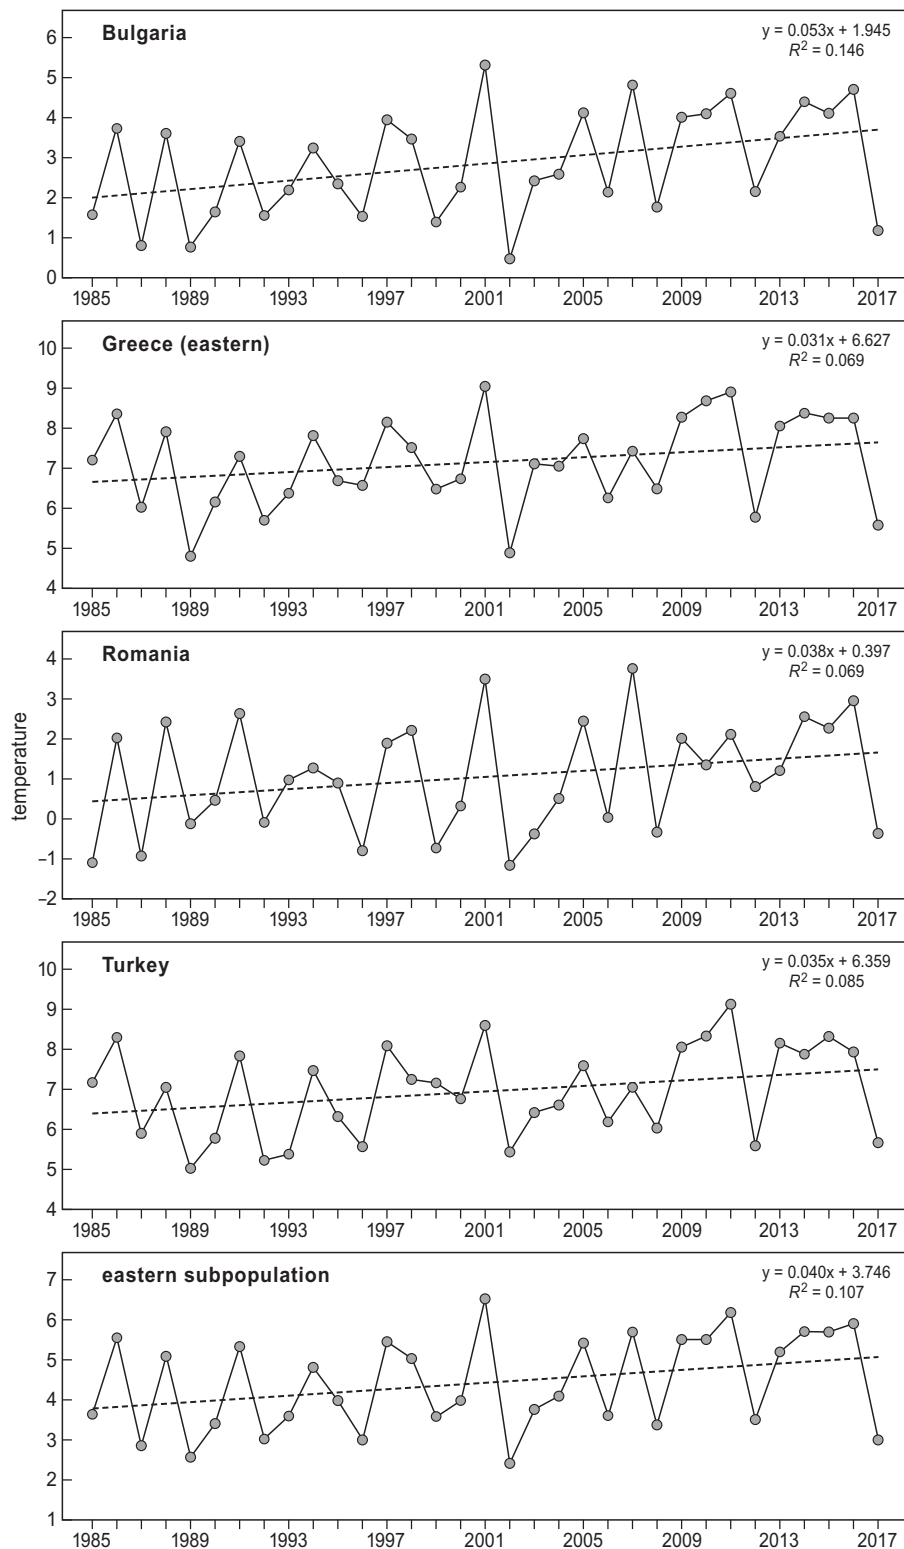 Bulgaria
y = 0.053x + 1.945
R² = 0.146
6
5
4
3
2
1
0
1985 1989 1993 1997 2001 2005 2009 2013 2017
Greece (eastern)
y = 0.031x + 6.627
R² = 0.069
10
9
8
7
6
5
4
1985 1989 1993 1997 2001 2005 2009 2013 2017
temperature
Romania
y = 0.038x + 0.397
R² = 0.069
4
3
2
1
0
–1
–2
1985 1989 1993 1997 2001 2005 2009 2013 2017
Turkey
y = 0.035x + 6.359
R² = 0.085
10
9
8
7
6
5
4
1985 1989 1993 1997 2001 2005 2009 2013 2017
eastern subpopulation
y = 0.040x + 3.746
R² = 0.107
7
6
5
4
3
2
1
1985 1989 1993 1997 2001 2005 2009 2013 2017